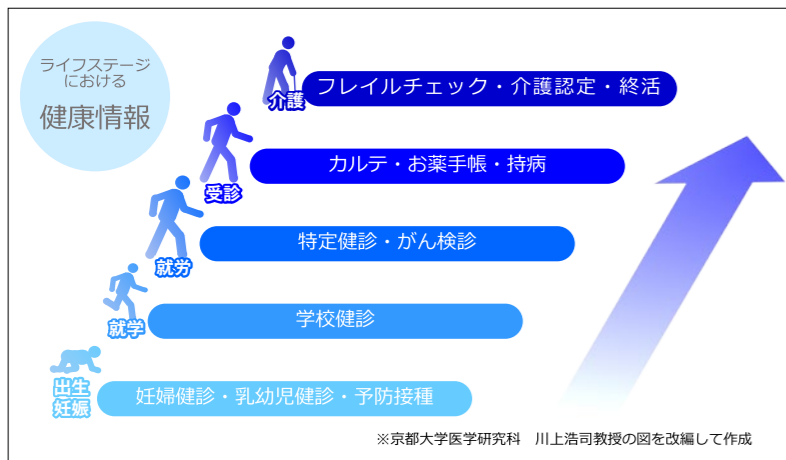 ライフステージ
における
健康情報
介護
フレイルチェック・介護認定・終活
受診
カルテ・お薬手帳・持病
就労
特定健診・がん検診
就学
学校健診
出生
妊娠
妊婦健診・乳幼児健診・予防接種
※京都大学医学研究科　川上浩司教授の図を改編して作成